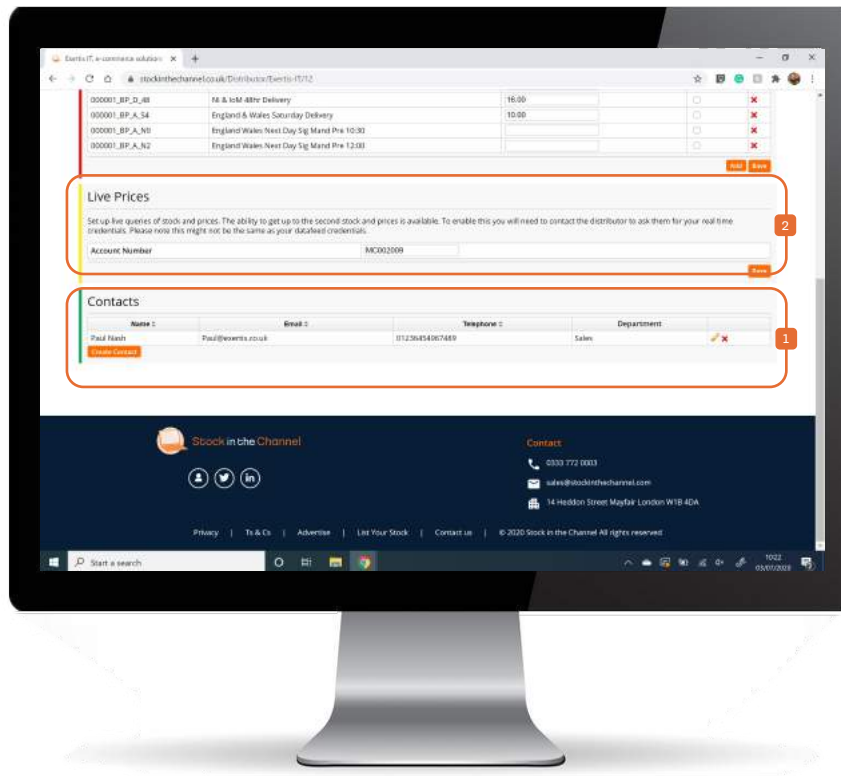 Exertis IT, e-commerce solution
stockinthechannel.co.uk/Distributor/Exertis-IT/12
000001_BP_D_48 NI & IoM 48hr Delivery 16.00
000001_BP_A_S4 England & Wales Saturday Delivery 10.00
000001_BP_A_N0 England Wales Next Day Sig Mand Pre 10:30
000001_BP_A_N2 England Wales Next Day Sig Mand Pre 12:00
Add Save
Live Prices
Set up live queries of stock and prices. The ability to get up to the second stock and prices is available. To enable this you will need to contact the distributor to ask them for your real time
credentials. Please note this might not be the same as your datafeed credentials.
2
Account Number MC002009
Save
Contacts
Name Email Telephone Department
Paul Nash Paul@exertis.co.uk 01236454967489 Sales
1
Create Contact
Stock in the Channel
Contact
0333 772 0003
sales@stockinthechannel.com
14 Heddon Street Mayfair London W1B 4DA
Privacy | Ts & Cs | Advertise | List Your Stock | Contact us | © 2020 Stock in the Channel All rights reserved
Start a search
10:22
03/07/2020